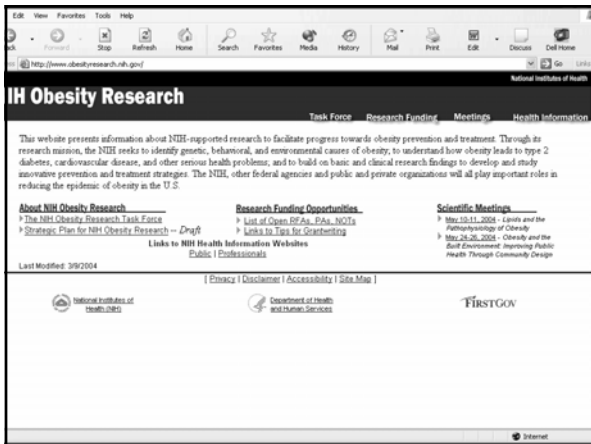 Edit View Favorites Tools Help
Forward Stop Refresh Home Search Favorites Media History Mail Print Edit Discuss Dell Home
http://www.obesityresearch.nih.gov/ Go Links
National Institutes of Health
IH Obesity Research
Task Force Research Funding Meetings Health Information
This website presents information about NIH-supported research to facilitate progress towards obesity prevention and treatment. Through its
research mission, the NIH seeks to identify genetic, behavioral, and environmental causes of obesity; to understand how obesity leads to type 2
diabetes, cardiovascular disease, and other serious health problems; and to build on basic and clinical research findings to develop and study
innovative prevention and treatment strategies. The NIH, other federal agencies and public and private organizations will all play important roles in
reducing the epidemic of obesity in the U.S.
About NIH Obesity Research
The NIH Obesity Research Task Force
Strategic Plan for NIH Obesity Research -- Draft
Research Funding Opportunities
List of Open RFAs, PAs, NOTs
Links to Tips for Grantwriting
Scientific Meetings
May 10-11, 2004 - Lipids and the
Pathophysiology of Obesity
May 24-26, 2004 - Obesity and the
Built Environment: Improving Public
Health Through Community Design
Links to NIH Health Information Websites
Public | Professionals
Last Modified: 3/9/2004
[ Privacy | Disclaimer | Accessibility | Site Map ]
National Institutes of
Health (NIH)
Department of Health
and Human Services
FIRSTGOV
Internet